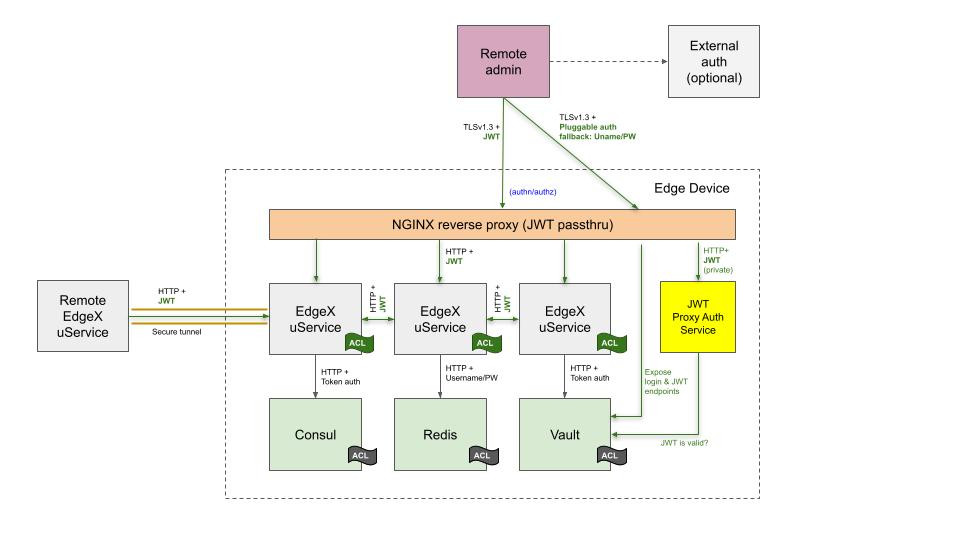 Remote
admin
External
auth
(optional)
TLSv1.3 +
JWT
TLSv1.3 +
Pluggable auth
fallback: Uname/PW
(authn/authz)
Edge Device
NGINX reverse proxy (JWT passthru)
HTTP +
JWT
HTTP+
JWT
(private)
Remote
EdgeX
uService
HTTP +
JWT
Secure tunnel
EdgeX
uService
ACL
HTTP +
JWT
EdgeX
uService
ACL
HTTP +
JWT
EdgeX
uService
ACL
JWT
Proxy Auth
Service
HTTP +
Token auth
HTTP +
Username/PW
HTTP +
Token auth
Expose
login & JWT
endpoints
Consul
ACL
Redis
ACL
Vault
ACL
JWT is valid?